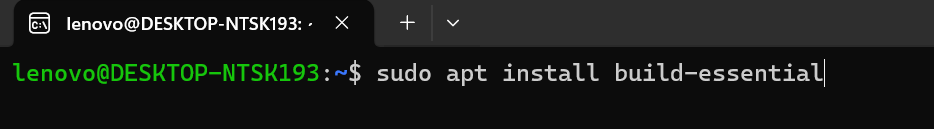 lenovo@DESKTOP-NTSK193: ~
lenovo@DESKTOP-NTSK193:~$ sudo apt install build-essential